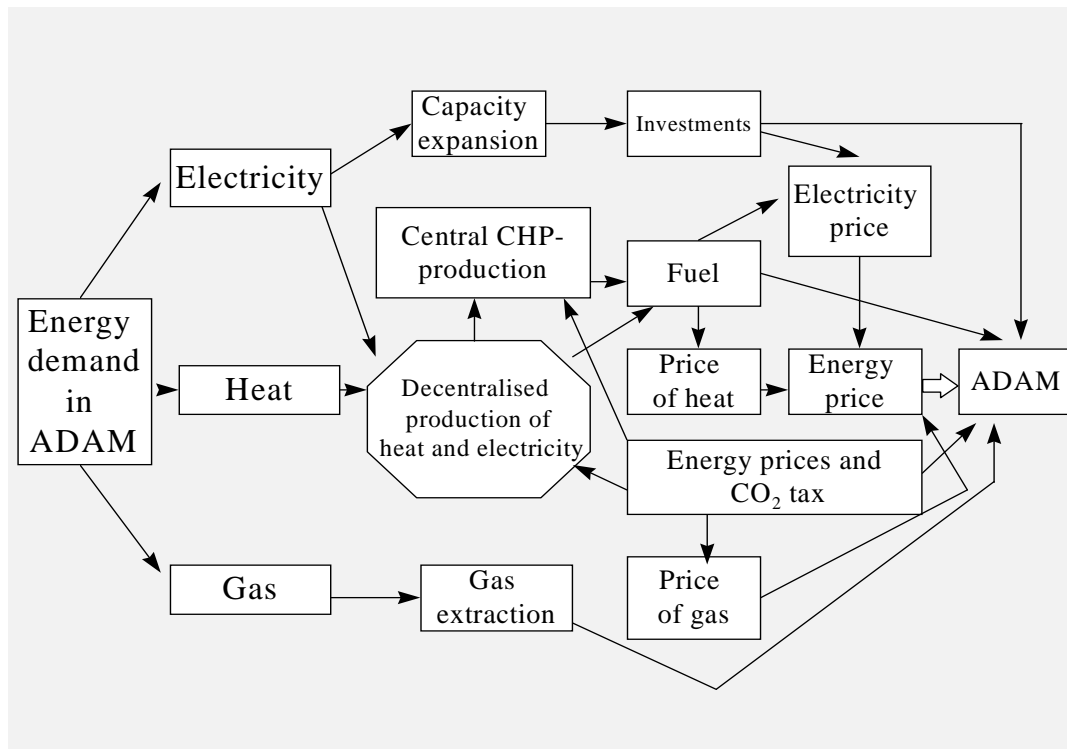 Capacity
expansion
Investments
Electricity
Electricity
price
Central CHP-
production
Fuel
Energy
demand
in
ADAM
Heat
Decentralised
production of
heat and electricity
Price
of heat
Energy
price
ADAM
Energy prices and
CO₂ tax
Gas
Gas
extraction
Price
of gas